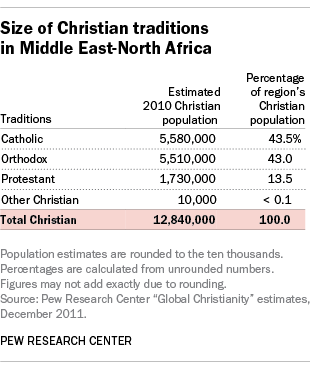 Size of Christian traditions
in Middle East-North Africa
Traditions
Estimated
2010 Christian
population
Percentage
of region's
Christian
population
Catholic 5,580,000 43.5%
Orthodox 5,510,000 43.0
Protestant 1,730,000 13.5
Other Christian 10,000 < 0.1
Total Christian 12,840,000 100.0
Population estimates are rounded to the ten thousands.
Percentages are calculated from unrounded numbers.
Figures may not add exactly due to rounding.
Source: Pew Research Center “Global Christianity” estimates,
December 2011.
PEW RESEARCH CENTER